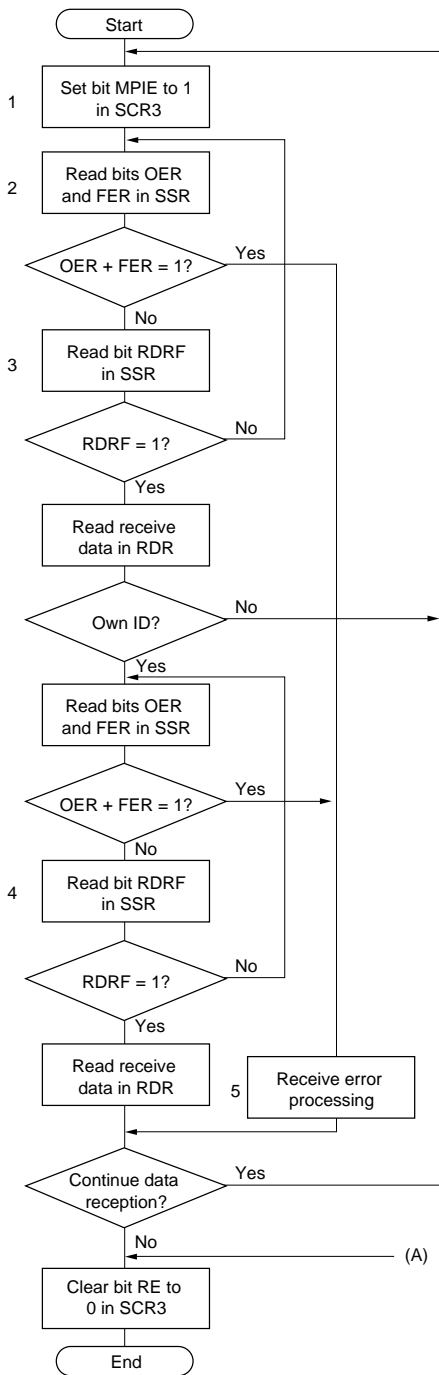 Start
1
Set bit MPIE to 1
in SCR3
2
Read bits OER
and FER in SSR
OER + FER = 1?
Yes
No
3
Read bit RDRF
in SSR
RDRF = 1?
No
Yes
Read receive
data in RDR
Own ID?
No
Yes
Read bits OER
and FER in SSR
OER + FER = 1?
Yes
No
4
Read bit RDRF
in SSR
RDRF = 1?
No
Yes
Read receive
data in RDR
5
Receive error
processing
Continue data
reception?
Yes
No
(A)
Clear bit RE to
0 in SCR3
End